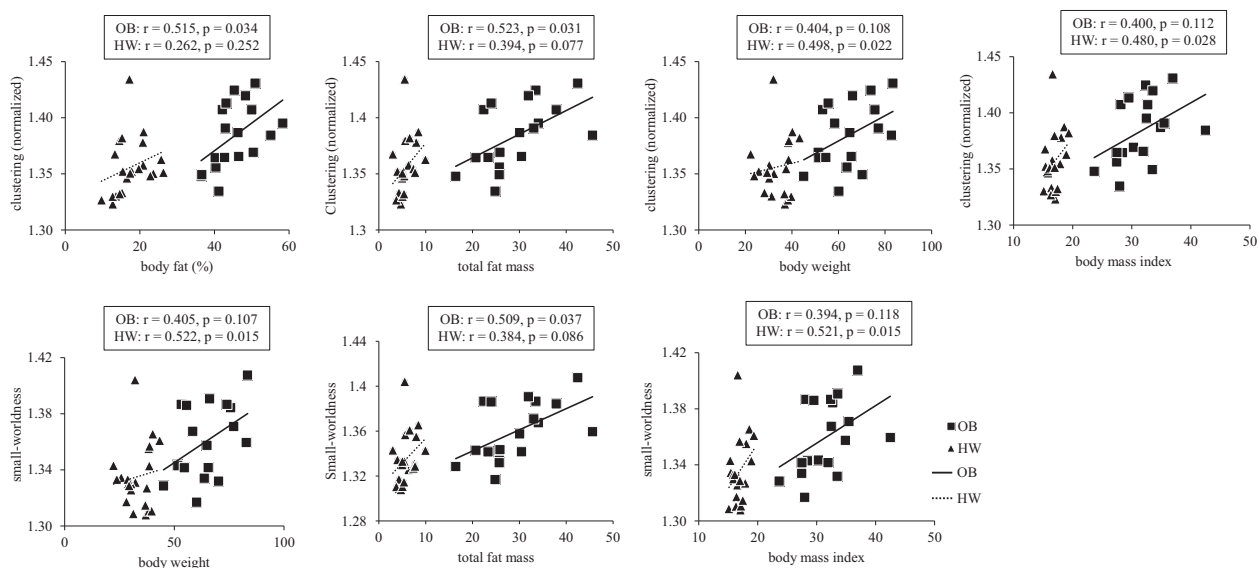 OB: r = 0.515, p = 0.034
HW: r = 0.262, p = 0.252
clustering (normalized)
1.45
1.40
1.35
1.30
0 20 40 60
body fat (%)
OB: r = 0.523, p = 0.031
HW: r = 0.394, p = 0.077
Clustering (normalized)
1.45
1.4
1.35
1.3
0 10 20 30 40 50
total fat mass
OB: r = 0.404, p = 0.108
HW: r = 0.498, p = 0.022
clustering (normalized)
1.45
1.40
1.35
1.30
0 20 40 60 80 100
body weight
OB: r = 0.400, p = 0.112
HW: r = 0.480, p = 0.028
clustering (normalized)
1.45
1.40
1.35
1.30
10 20 30 40 50
body mass index
OB: r = 0.405, p = 0.107
HW: r = 0.522, p = 0.015
small-worldness
1.42
1.38
1.34
1.30
0 50 100
body weight
OB: r = 0.509, p = 0.037
HW: r = 0.384, p = 0.086
Small-worldness
1.44
1.4
1.36
1.32
1.28
0 10 20 30 40 50
total fat mass
OB: r = 0.394, p = 0.118
HW: r = 0.521, p = 0.015
small-worldness
1.42
1.38
1.34
1.30
10 20 30 40 50
body mass index
OB
HW
OB
HW